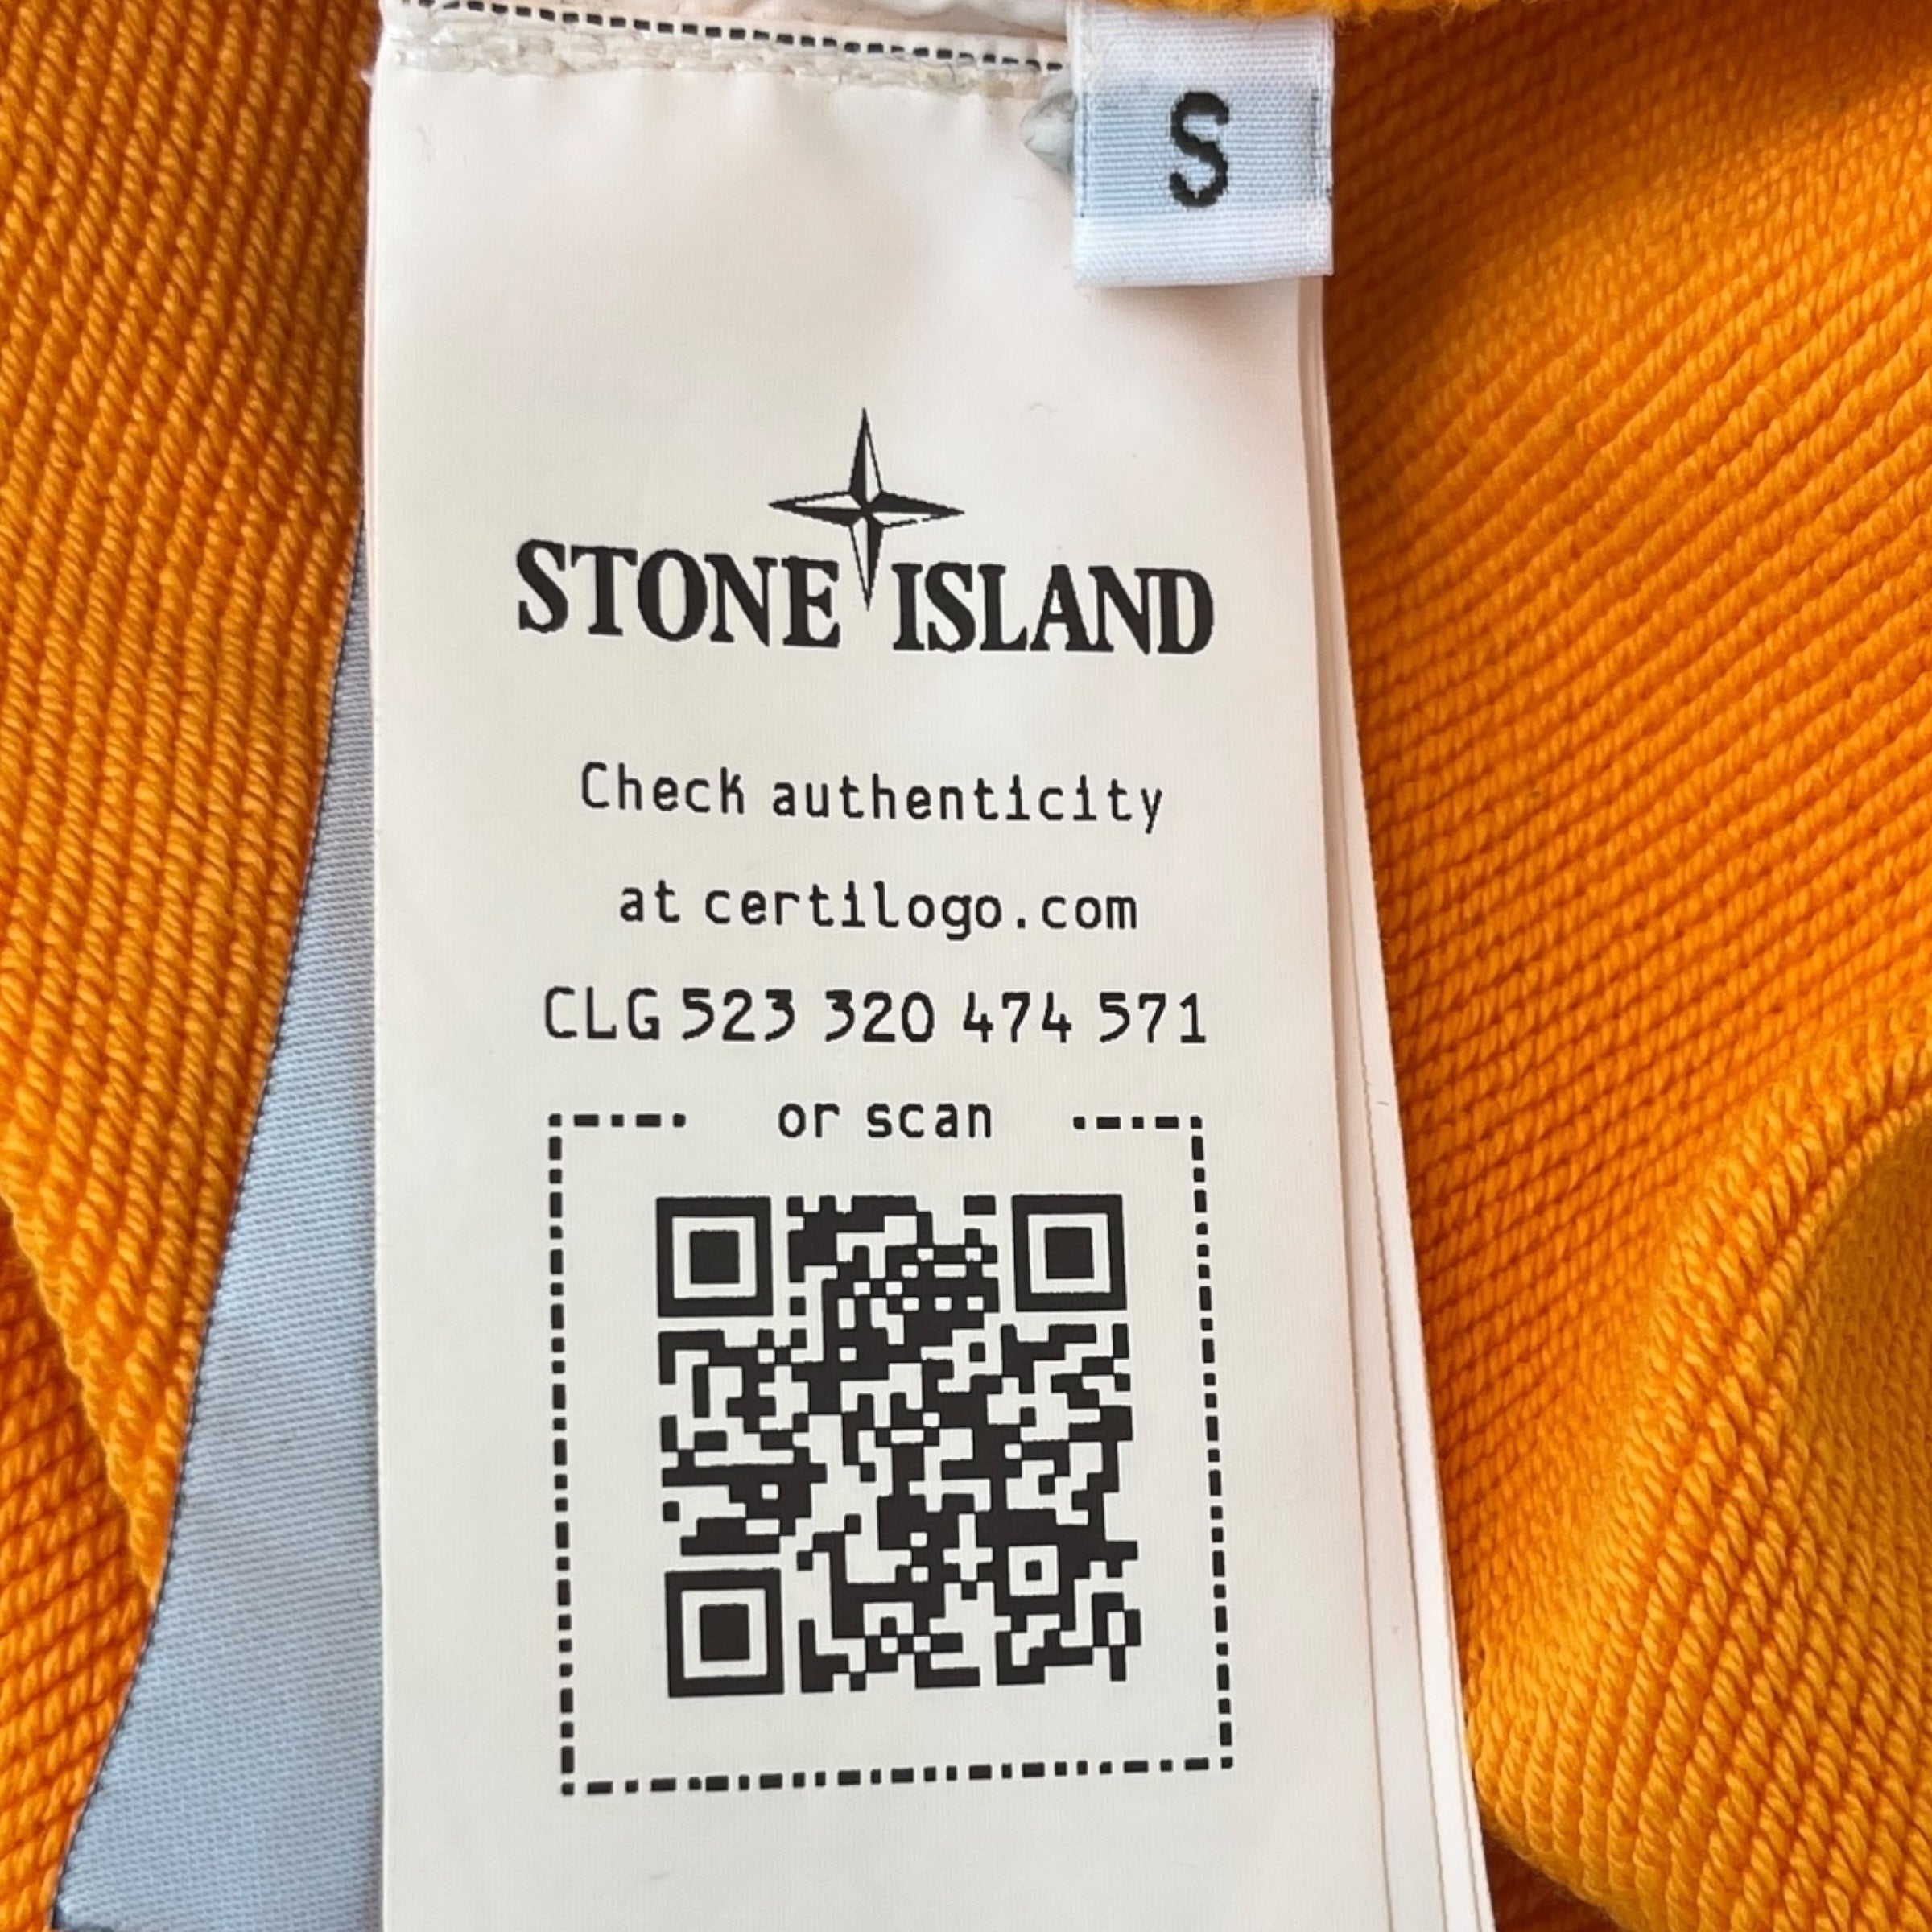 S
STONE ISLAND
Check authenticity
at certilogo.com
CLG 523 320 474 571
or scan